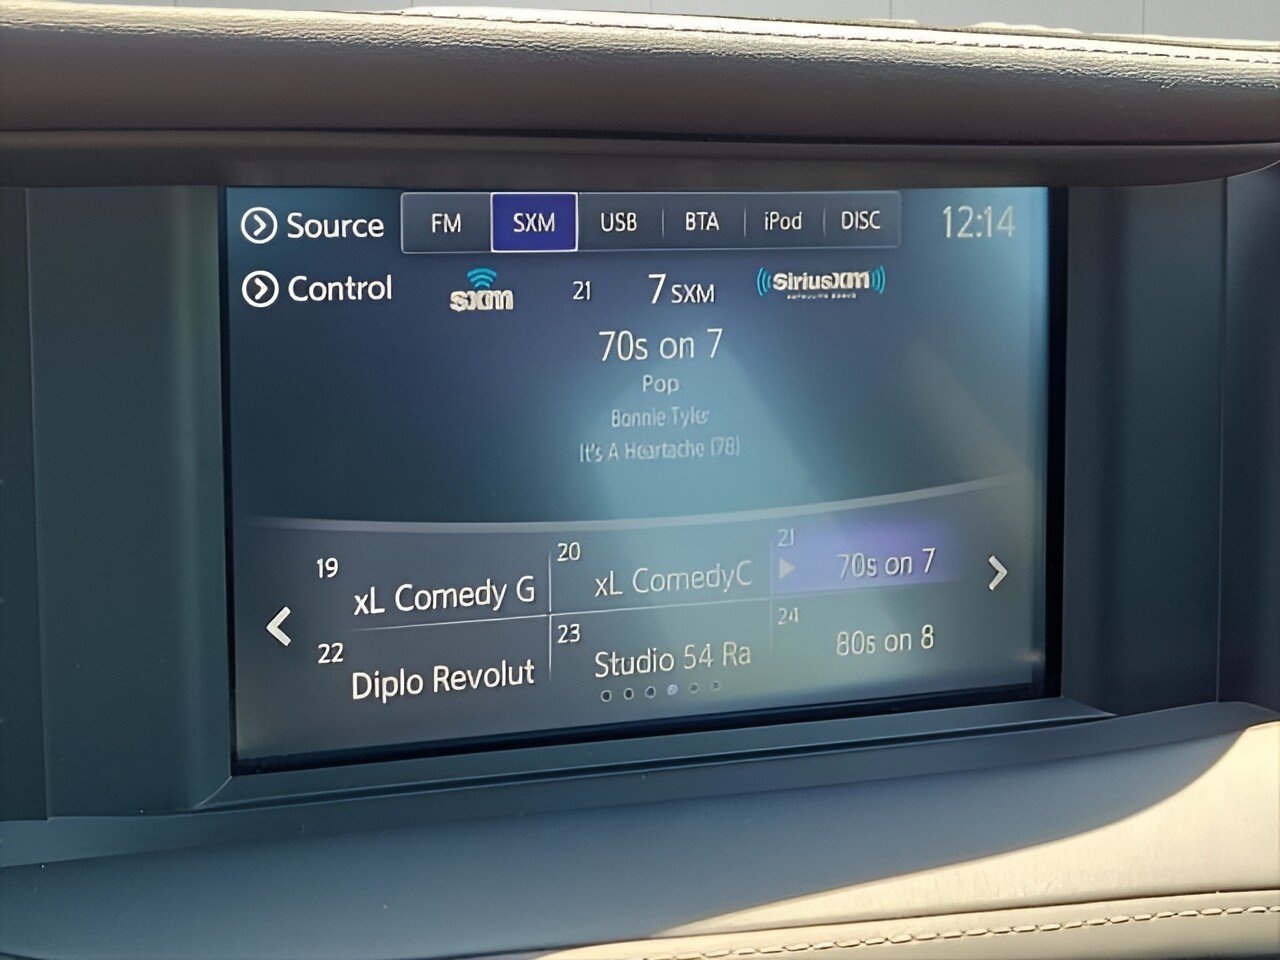 Source FM SXM USB BTA iPod DISC 12:14
Control sxm 21 7 SXM SiriusXM
70s on 7
Pop
Bonnie Tyler
It's A Heartache (78)
19 xL Comedy G 20 xL ComedyC 21 70s on 7
22 Diplo Revolut 23 Studio 54 Ra 24 80s on 8